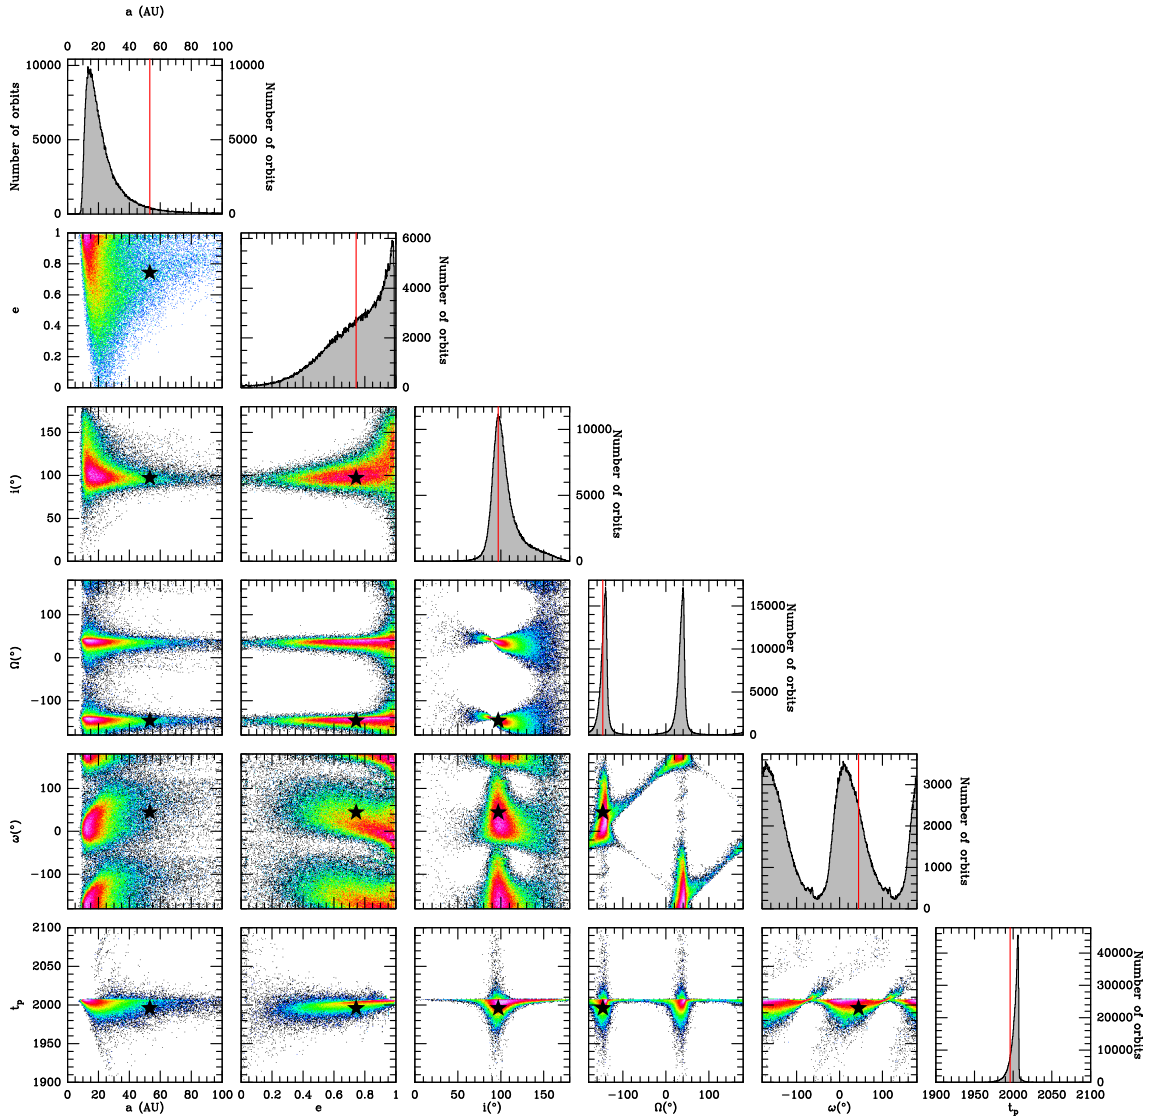 a (AU)
0 20 40 60 80 100
10000 10000
5000 5000
0 0
Number of orbits Number of orbits
1 6000
0.8
0.6 4000
0.4 2000
0.2
0 0
e Number of orbits
150 10000
100
50 5000
0 0
i(°) Number of orbits
100 15000
0 10000
−100 5000
0
Ω(°) Number of orbits
100 3000
0 2000
−100 1000
0
ω(°) Number of orbits
2100 40000
2050 30000
2000 20000
1950 10000
1900 0
tp Number of orbits
0 20 40 60 80 100 0 0.2 0.4 0.6 0.8 1 0 50 100 150 −100 0 100 −100 0 100 1900 1950 2000 2050 2100
a (AU) e i(°) Ω(°) ω(°) tp